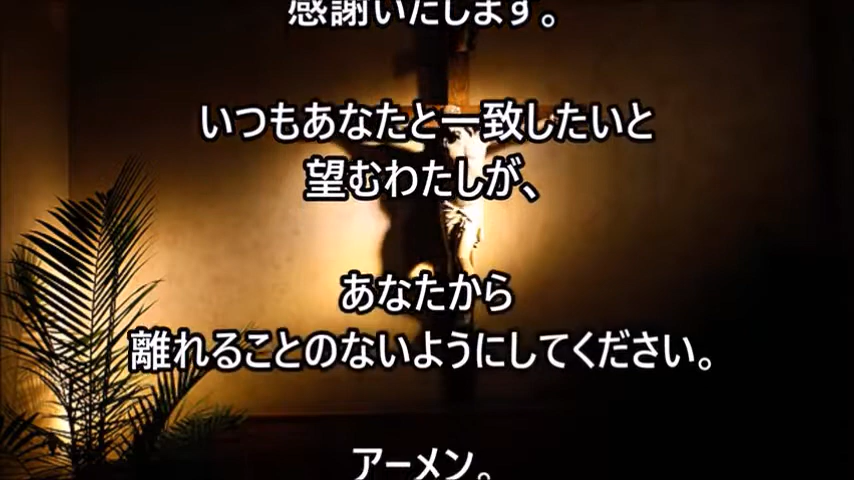 感謝いたします。
いつもあなたと一致したいと
望むわたしが、
あなたから
離れることのないようにしてください。
アーメン。